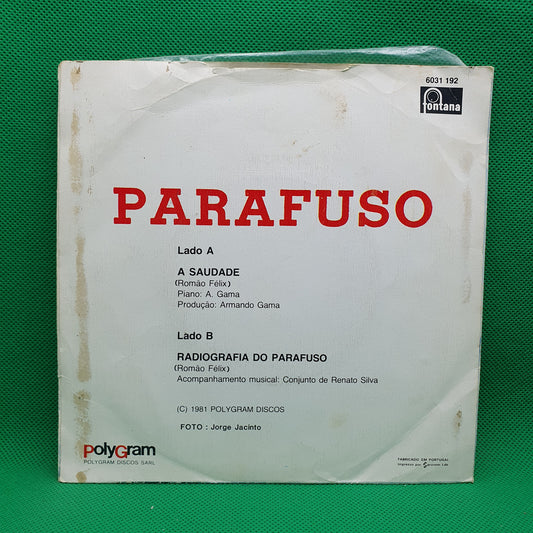 6031 192
fontana
PARAFUSO
Lado A
A SAUDADE
(Romão Félix)
Piano: A. Gama
Produção: Armando Gama
Lado B
RADIOGRAFIA DO PARAFUSO
(Romão Félix)
Acompanhamento musical: Conjunto de Renato Silva
(C) 1981 POLYGRAM DISCOS
FOTO : Jorge Jacinto
PolyGram
POLYGRAM DISCOS SARL
FABRICADO EM PORTUGAL
Impresso por